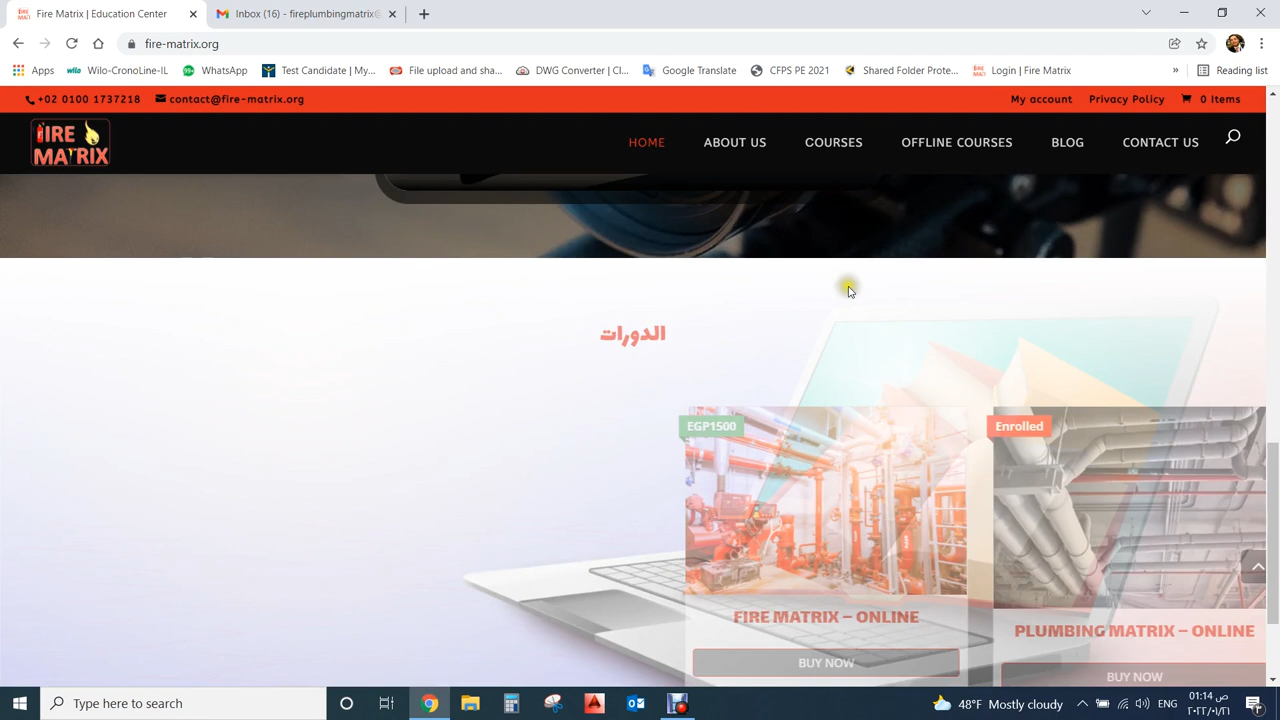 Fire Matrix | Education Center
Inbox (16) - fireplumbingmatrix@
fire-matrix.org
Apps
wilo
Wilo-CronoLine-IL
99+
WhatsApp
Test Candidate | My...
File upload and sha...
DWG Converter | Cl...
Google Translate
CFPS PE 2021
Shared Folder Prote...
Login | Fire Matrix
»
Reading list
+02 0100 1737218
contact@fire-matrix.org
My account
Privacy Policy
0 Items
FIRE
MATRIX
HOME
ABOUT US
COURSES
OFFLINE COURSES
BLOG
CONTACT US
الدورات
EGP1500
Enrolled
FIRE MATRIX – ONLINE
PLUMBING MATRIX – ONLINE
BUY NOW
BUY NOW
Type here to search
48°F Mostly cloudy
ENG
01:14 ص